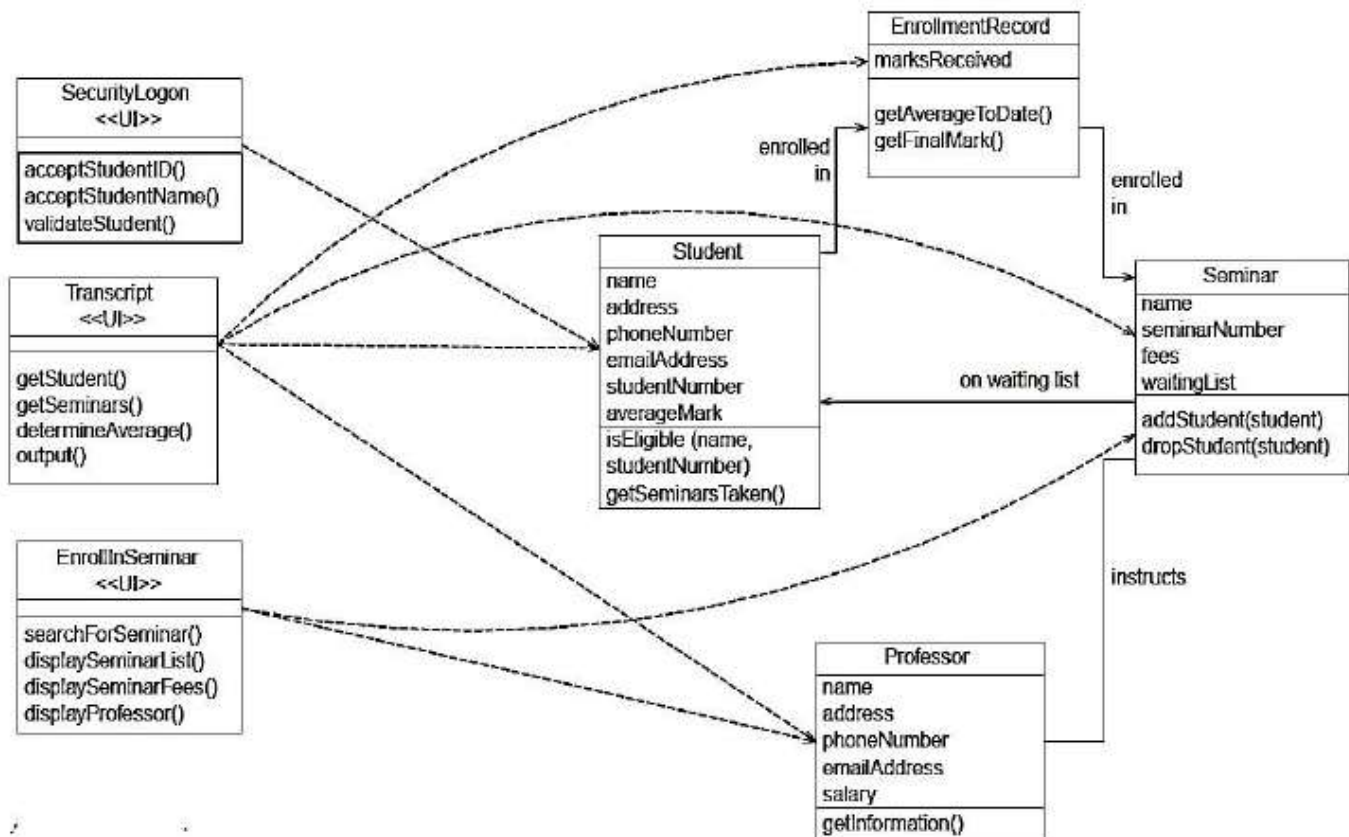 SecurityLogon
<<UI>>
acceptStudentID()
acceptStudentName()
validateStudent()
Transcript
<<UI>>
getStudent()
getSeminars()
determineAverage()
output()
EnrollInSeminar
<<UI>>
searchForSeminar()
displaySeminarList()
displaySeminarFees()
displayProfessor()
EnrollmentRecord
marksReceived
getAverageToDate()
getFinalMark()
enrolled
in
enrolled
in
Student
name
address
phoneNumber
emailAddress
studentNumber
averageMark
isEligible (name,
studentNumber)
getSeminarsTaken()
on waiting list
Seminar
name
seminarNumber
fees
waitingList
addStudent(student)
dropStudent(student)
instructs
Professor
name
address
phoneNumber
emailAddress
salary
getInformation()